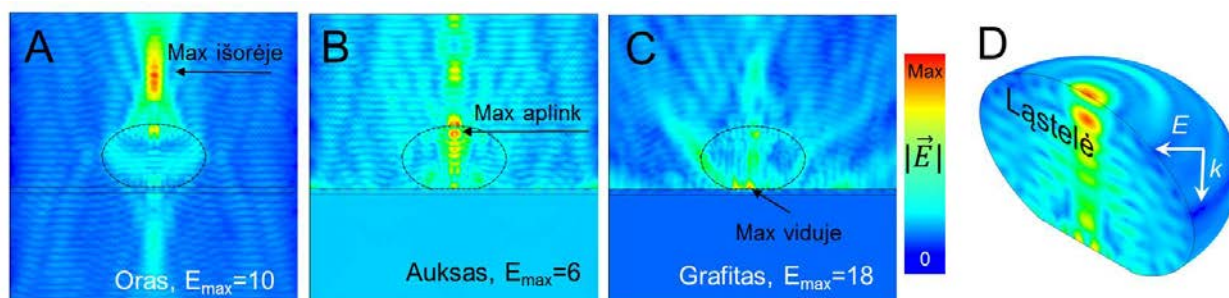 A
Max išorėje
Oras, Emax=10
B
Max aplink
Auksas, Emax=6
C
Max viduje
Grafitas, Emax=18
Max
|E⃗|
0
D
Ląstelė
E
k